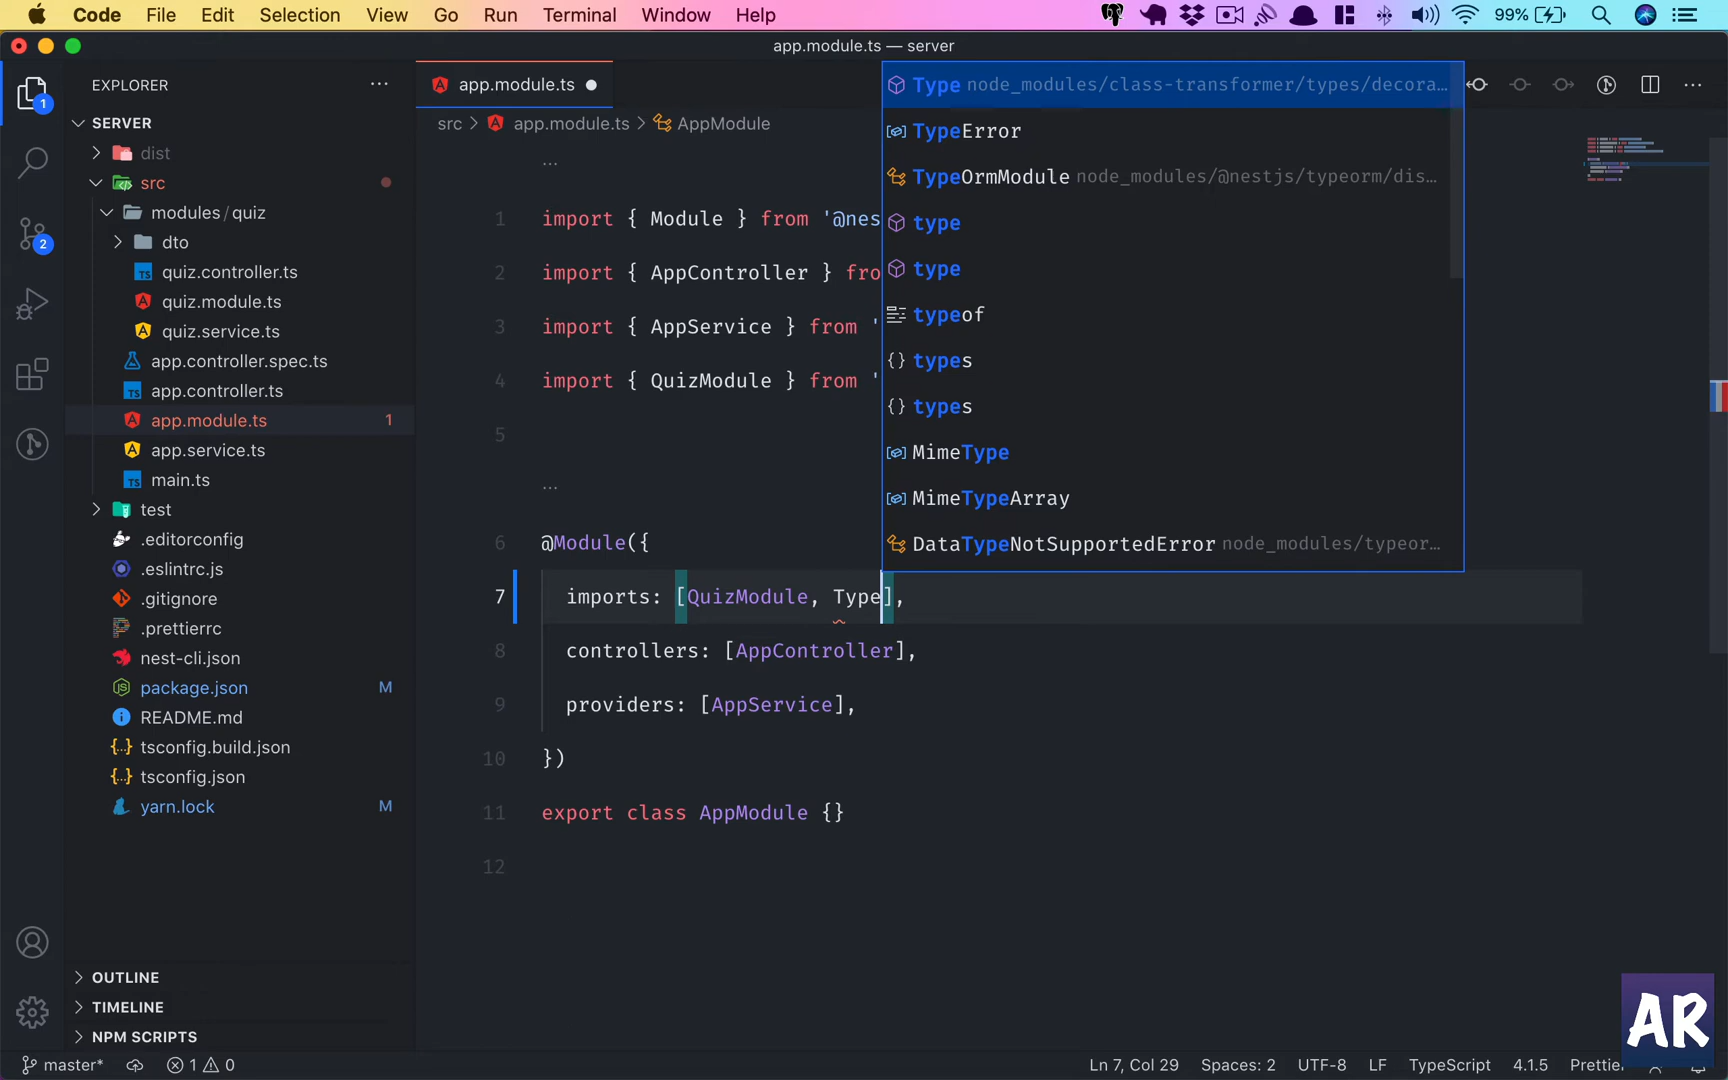 Code File Edit Selection View Go Run Terminal Window Help 99%
app.module.ts — server
EXPLORER ...
1
SERVER
dist
src
modules/quiz
dto
2
quiz.controller.ts
quiz.module.ts
quiz.service.ts
app.controller.spec.ts
app.controller.ts
app.module.ts 1
app.service.ts
main.ts
test
.editorconfig
.eslintrc.js
.gitignore
.prettierrc
nest-cli.json
package.json M
README.md
tsconfig.build.json
tsconfig.json
yarn.lock M
OUTLINE
TIMELINE
NPM SCRIPTS
app.module.ts
src > app.module.ts > AppModule
...
1 import { Module } from '@nes
2 import { AppController } fro
3 import { AppService } from '
4 import { QuizModule } from '
5
...
6 @Module({
7 imports: [QuizModule, Type],
8 controllers: [AppController],
9 providers: [AppService],
10 })
11 export class AppModule {}
12
Type node_modules/class-transformer/types/decora...
TypeError
TypeOrmModule node_modules/@nestjs/typeorm/dis...
type
type
typeof
{} types
{} types
MimeType
MimeTypeArray
DataTypeNotSupportedError node_modules/typeor...
AR
master* 1 0 Ln 7, Col 29 Spaces: 2 UTF-8 LF TypeScript 4.1.5 Prettier